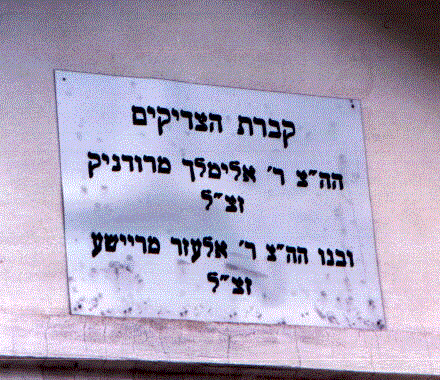 קברת הצדיקים
הה״צ ר׳ אלימלך מרודניק
זצ״ל
ובנו הה״צ ר׳ אלעזר מריישע
זצ״ל